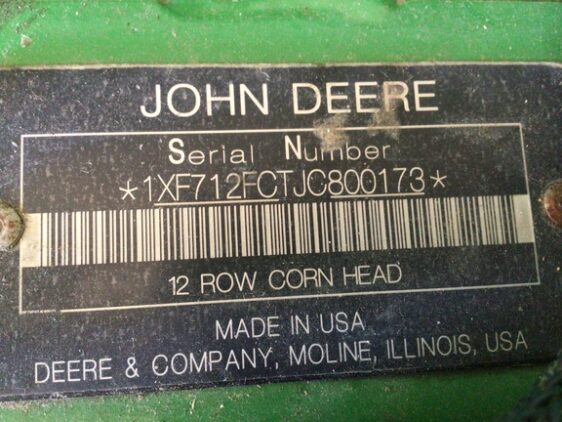 JOHN DEERE
Serial Number
*1XF712FCTJC800173*
12 ROW CORN HEAD
MADE IN USA
DEERE & COMPANY, MOLINE, ILLINOIS, USA